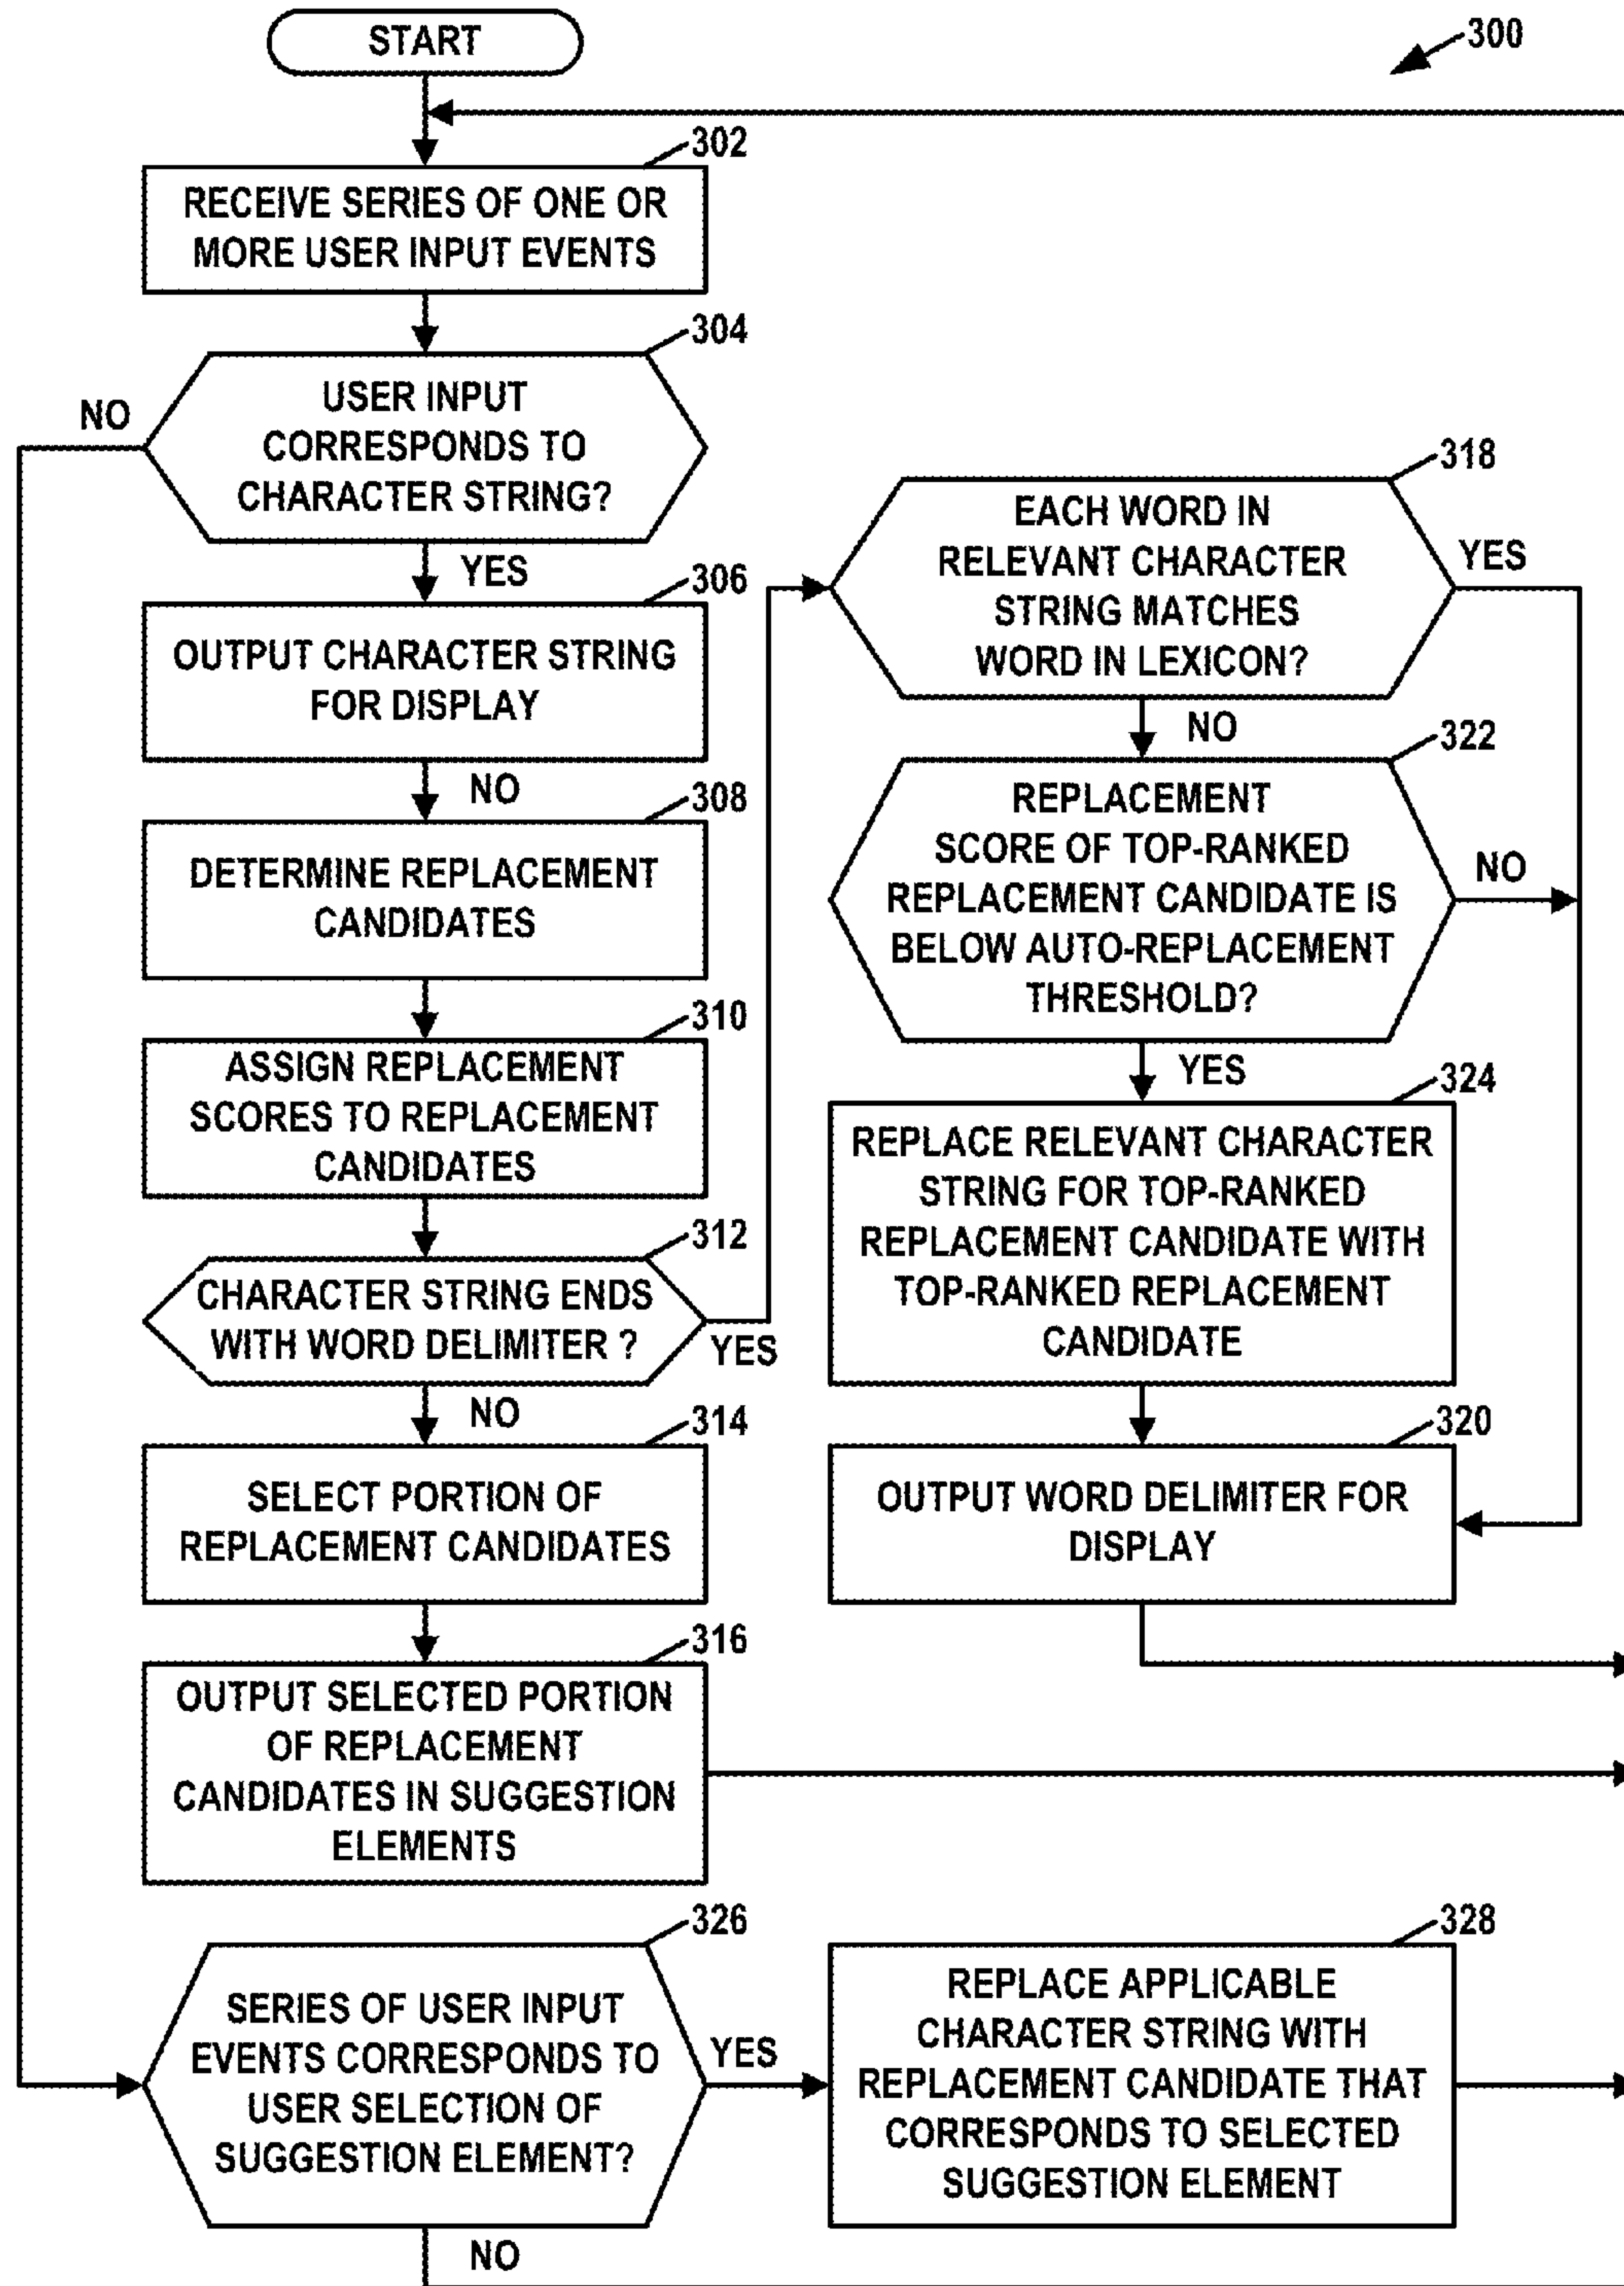 START
300
302
RECEIVE SERIES OF ONE OR
MORE USER INPUT EVENTS
304
USER INPUT
CORRESPONDS TO
CHARACTER STRING?
NO
YES
306
OUTPUT CHARACTER STRING
FOR DISPLAY
NO
308
DETERMINE REPLACEMENT
CANDIDATES
310
ASSIGN REPLACEMENT
SCORES TO REPLACEMENT
CANDIDATES
312
CHARACTER STRING ENDS
WITH WORD DELIMITER ?
YES
NO
314
SELECT PORTION OF
REPLACEMENT CANDIDATES
316
OUTPUT SELECTED PORTION
OF REPLACEMENT
CANDIDATES IN SUGGESTION
ELEMENTS
318
EACH WORD IN
RELEVANT CHARACTER
STRING MATCHES
WORD IN LEXICON?
YES
NO
322
REPLACEMENT
SCORE OF TOP-RANKED
REPLACEMENT CANDIDATE IS
BELOW AUTO-REPLACEMENT
THRESHOLD?
NO
YES
324
REPLACE RELEVANT CHARACTER
STRING FOR TOP-RANKED
REPLACEMENT CANDIDATE WITH
TOP-RANKED REPLACEMENT
CANDIDATE
320
OUTPUT WORD DELIMITER FOR
DISPLAY
326
SERIES OF USER INPUT
EVENTS CORRESPONDS TO
USER SELECTION OF
SUGGESTION ELEMENT?
YES
NO
328
REPLACE APPLICABLE
CHARACTER STRING WITH
REPLACEMENT CANDIDATE THAT
CORRESPONDS TO SELECTED
SUGGESTION ELEMENT